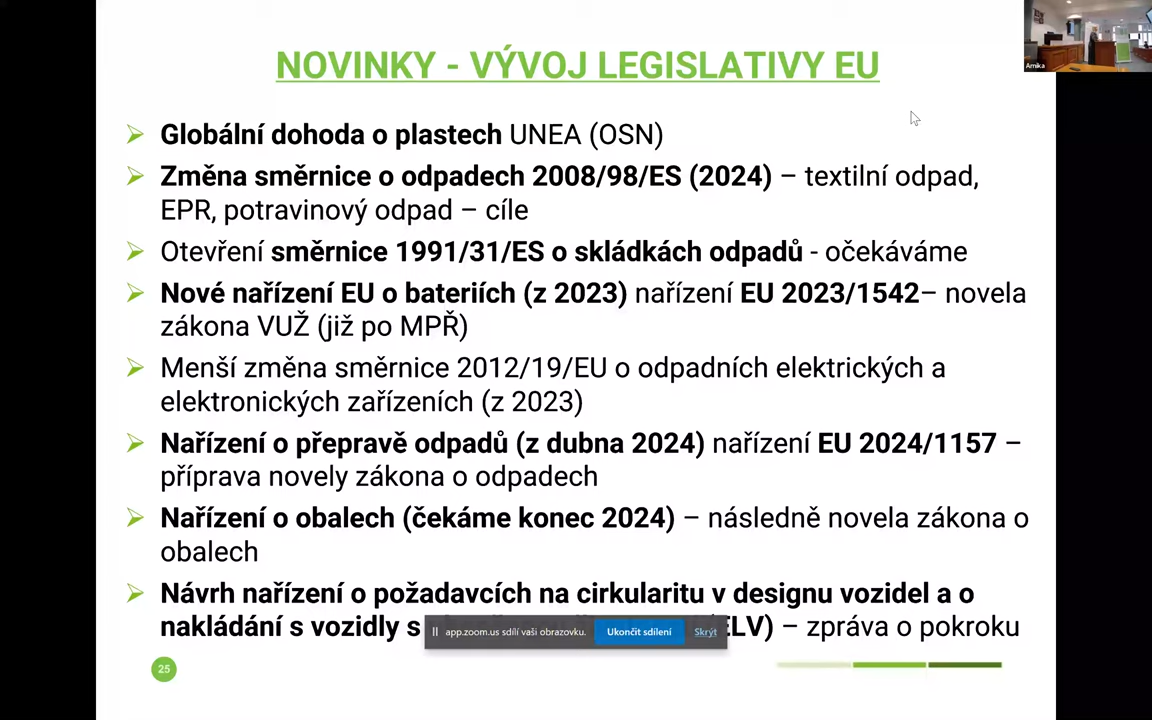 NOVINKY - VÝVOJ LEGISLATIVY EU
Arnika
Globální dohoda o plastech UNEA (OSN)
Změna směrnice o odpadech 2008/98/ES (2024) – textilní odpad,
EPR, potravinový odpad – cíle
Otevření směrnice 1991/31/ES o skládkách odpadů - očekáváme
Nové nařízení EU o bateriích (z 2023) nařízení EU 2023/1542– novela
zákona VUŽ (již po MPŘ)
Menší změna směrnice 2012/19/EU o odpadních elektrických a
elektronických zařízeních (z 2023)
Nařízení o přepravě odpadů (z dubna 2024) nařízení EU 2024/1157 –
příprava novely zákona o odpadech
Nařízení o obalech (čekáme konec 2024) – následně novela zákona o
obalech
Návrh nařízení o požadavcích na cirkularitu v designu vozidel a o
nakládání s vozidly s ELV) – zpráva o pokroku
app.zoom.us sdílí vaši obrazovku. Ukončit sdílení Skrýt
25